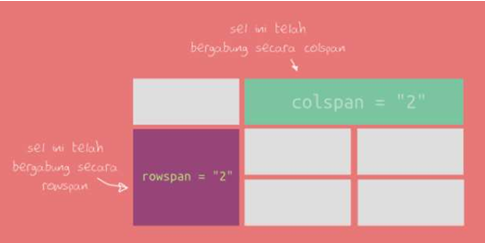 sel ini telah
bergabung secara colspan
colspan = "2"
sel ini telah
bergabung secara
rowspan
rowspan = "2"